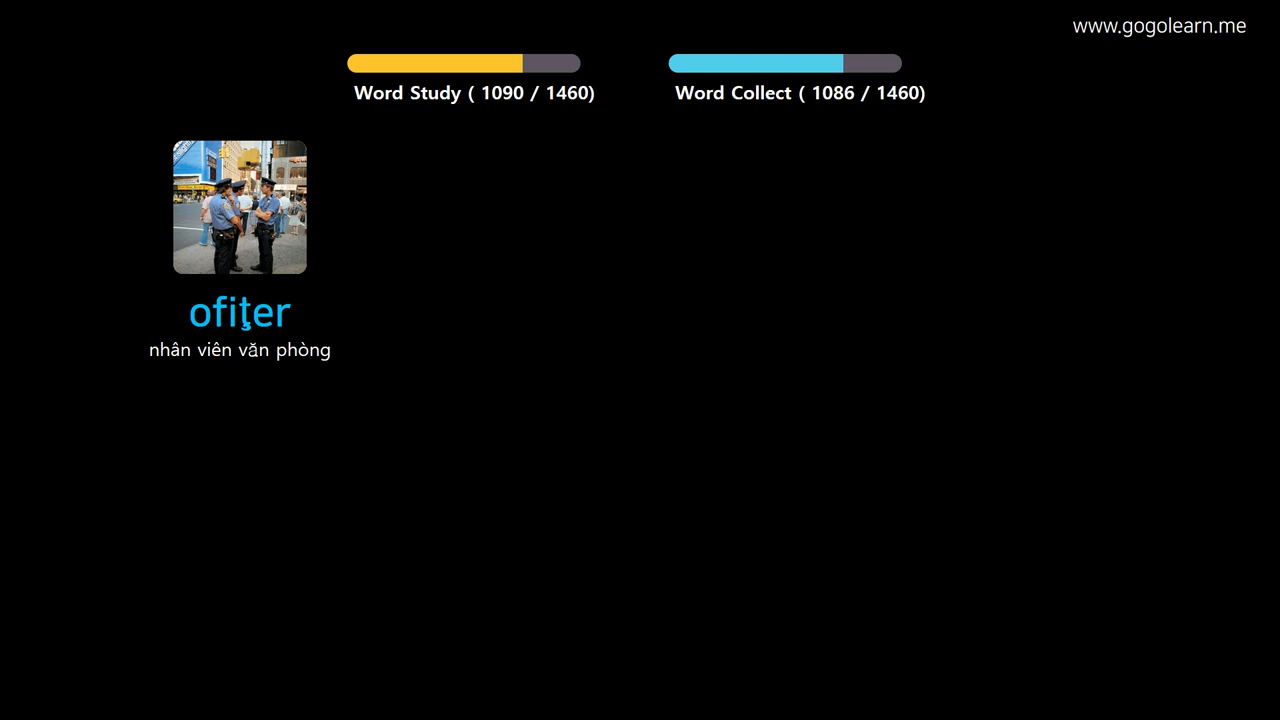 www.gogolearn.me
Word Study ( 1090 / 1460)
Word Collect ( 1086 / 1460)
ofiţer
nhân viên văn phòng